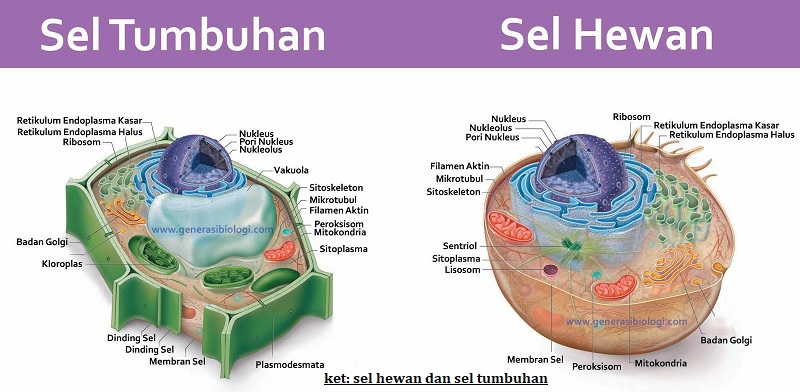 Sel Tumbuhan
Sel Hewan
Retikulum Endoplasma Kasar
Retikulum Endoplasma Halus
Ribosom
Nukleus
Pori Nukleus
Nukleolus
Vakuola
Sitoskeleton
Mikrotubul
Filamen Aktin
Peroksisom
Mitokondria
Sitoplasma
www.generasibiologi.com
Badan Golgi
Kloroplas
Dinding Sel
Dinding Sel
Membran Sel
Plasmodesmata
Nukleus
Nukleolus
Pori Nukleus
Ribosom
Retikulum Endoplasma Kasar
Retikulum Endoplasma Halus
Filamen Aktin
Mikrotubul
Sitoskeleton
Sentriol
Sitoplasma
Lisosom
www.generasibiologi.com
Badan Golgi
Membran Sel
Peroksisom
Mitokondria
ket: sel hewan dan sel tumbuhan